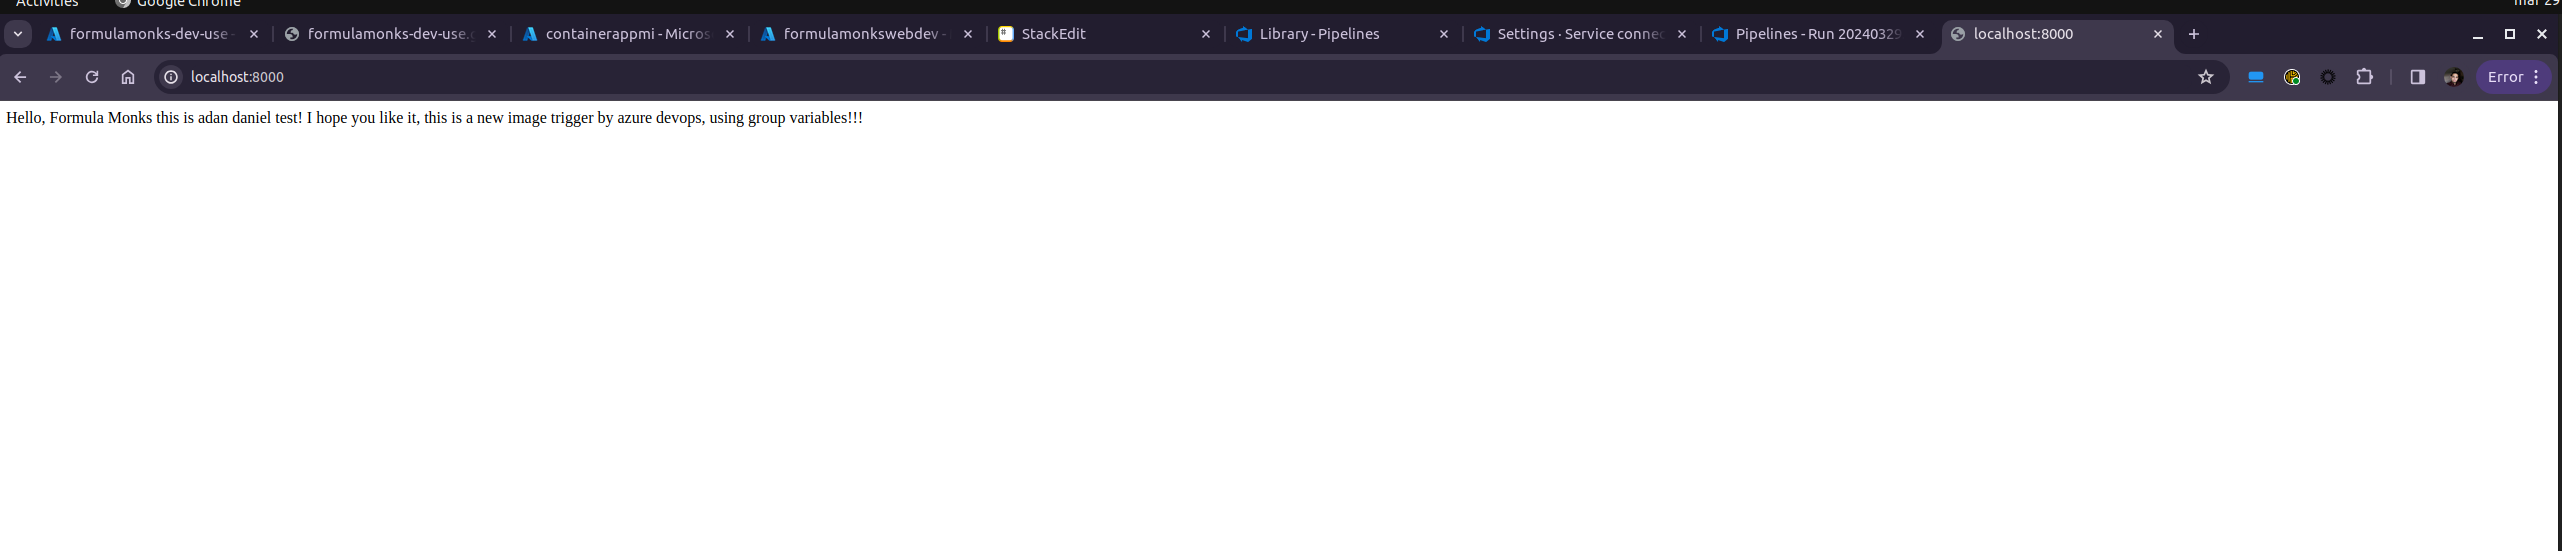 Activities Google Chrome mar 29
formulamonks-dev-use - formulamonks-dev-use. containerappmi - Micros formulamonkswebdev - StackEdit Library - Pipelines Settings · Service connec Pipelines - Run 20240329 localhost:8000
localhost:8000 Error
Hello, Formula Monks this is adan daniel test! I hope you like it, this is a new image trigger by azure devops, using group variables!!!